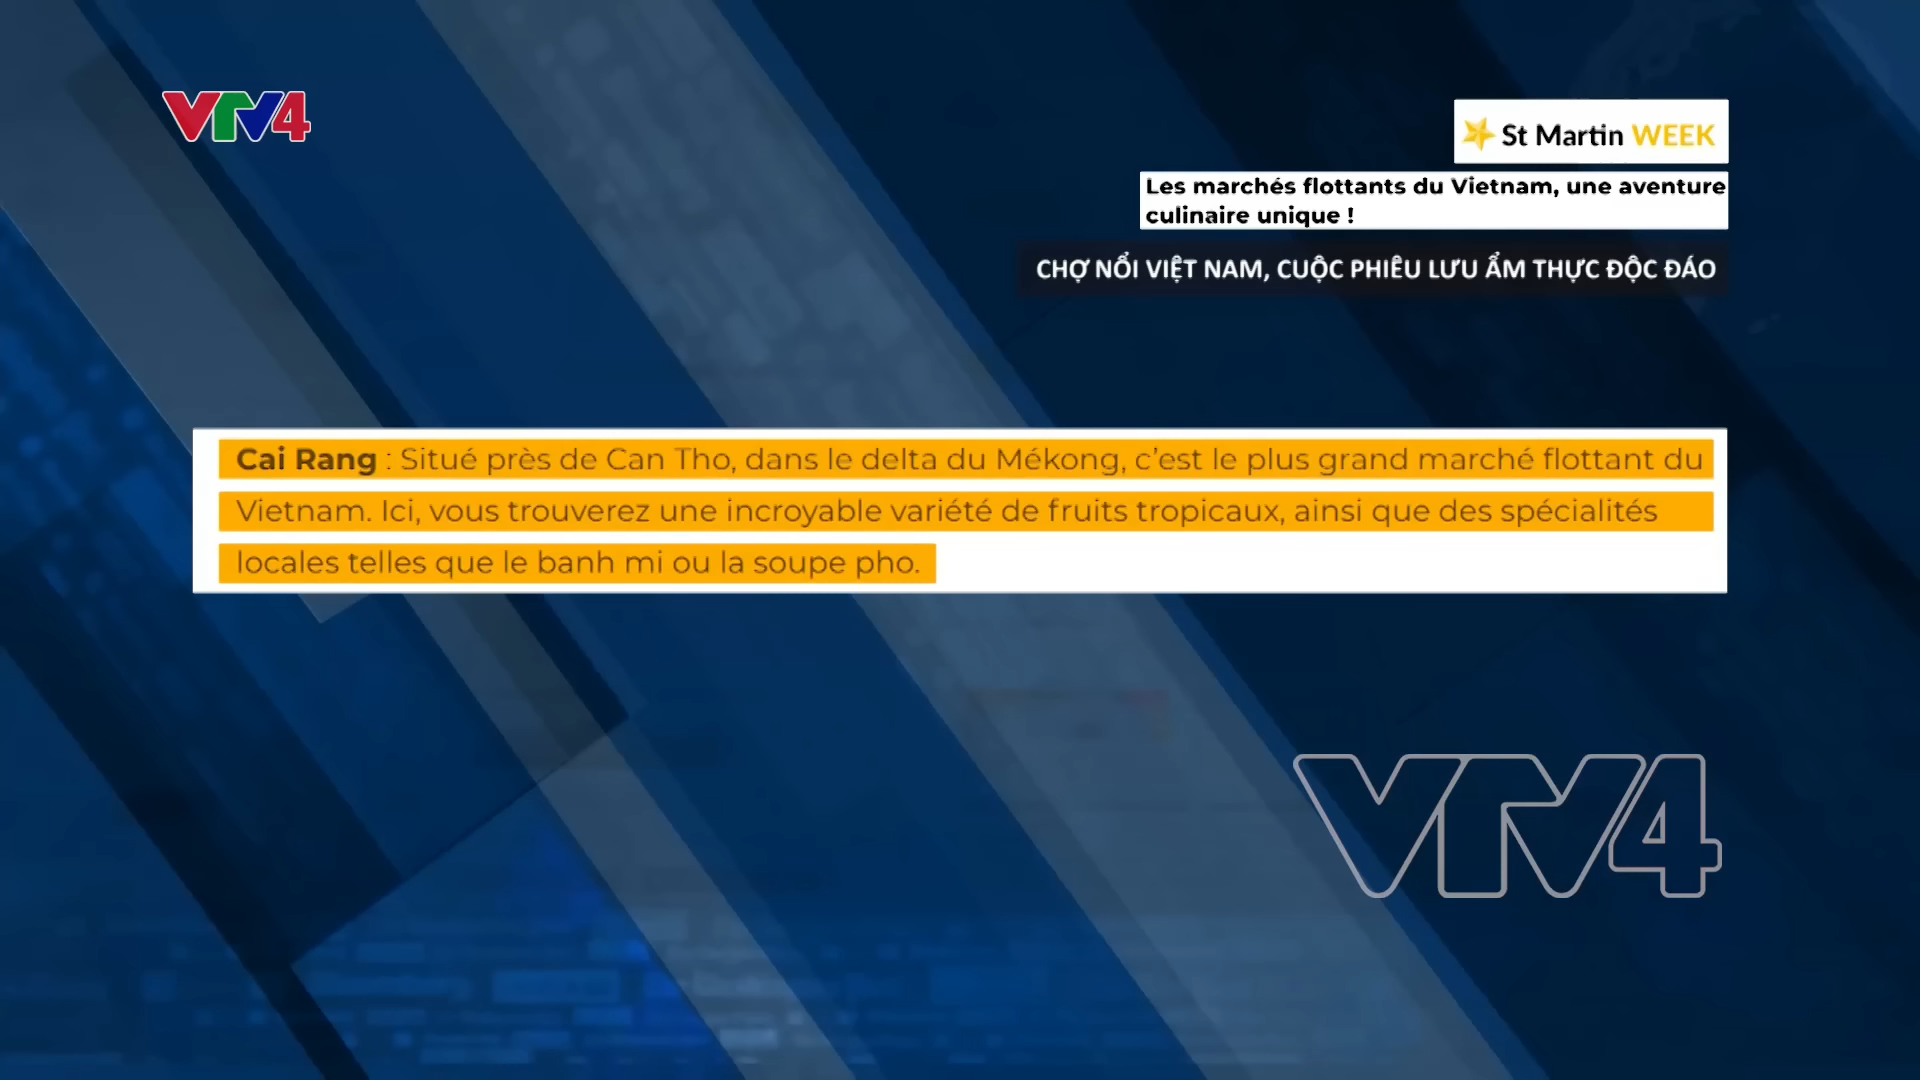 VTV4
St Martin WEEK
Les marchés flottants du Vietnam, une aventure
culinaire unique !
CHỢ NỔI VIỆT NAM, CUỘC PHIÊU LƯU ẨM THỰC ĐỘC ĐÁO
Cai Rang : Situé près de Can Tho, dans le delta du Mékong, c’est le plus grand marché flottant du
Vietnam. Ici, vous trouverez une incroyable variété de fruits tropicaux, ainsi que des spécialités
locales telles que le banh mi ou la soupe pho.
VTV4